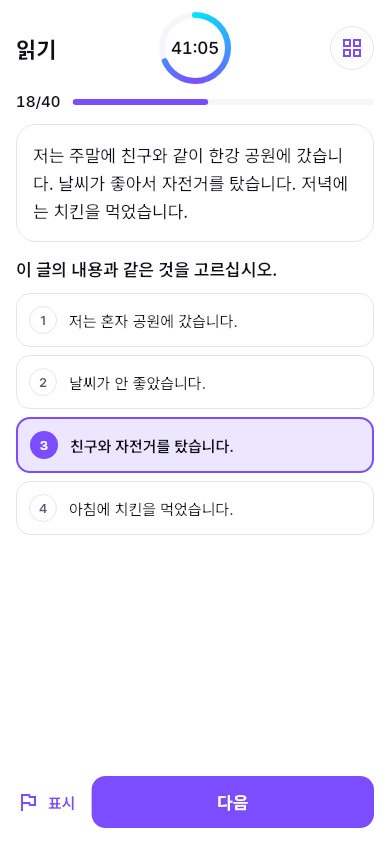 읽기
41:05
18/40
저는 주말에 친구와 같이 한강 공원에 갔습니
다. 날씨가 좋아서 자전거를 탔습니다. 저녁에
는 치킨을 먹었습니다.
이 글의 내용과 같은 것을 고르십시오.
1 저는 혼자 공원에 갔습니다.
2 날씨가 안 좋았습니다.
3 친구와 자전거를 탔습니다.
4 아침에 치킨을 먹었습니다.
표시
다음